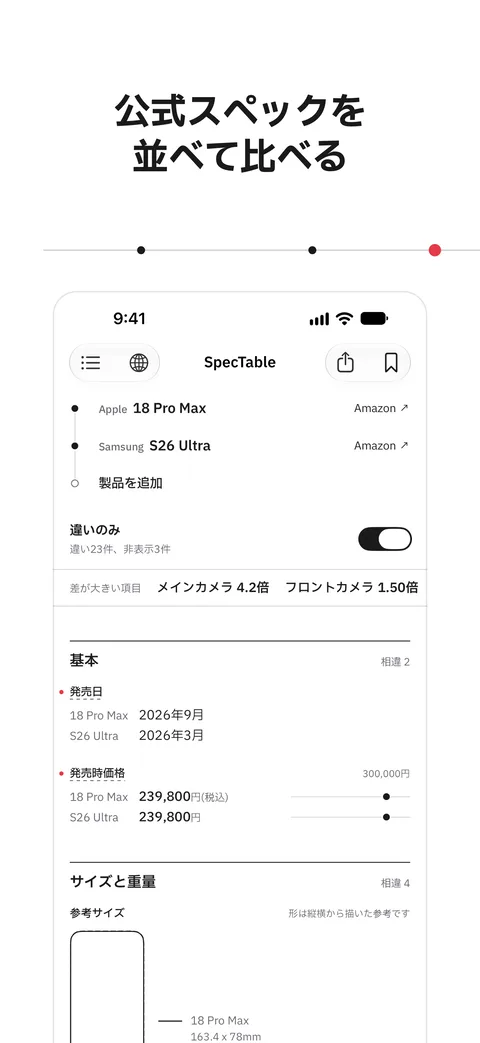 公式スペックを
並べて比べる
9:41
SpecTable
Apple 18 Pro Max Amazon ↗
Samsung S26 Ultra Amazon ↗
製品を追加
違いのみ
違い23件、非表示3件
差が大きい項目 メインカメラ 4.2倍 フロントカメラ 1.50倍
基本 相違 2
発売日
18 Pro Max 2026年9月
S26 Ultra 2026年3月
発売時価格 300,000円
18 Pro Max 239,800円(税込)
S26 Ultra 239,800円
サイズと重量 相違 4
参考サイズ 形は縦横から描いた参考です
18 Pro Max
163.4 x 78mm